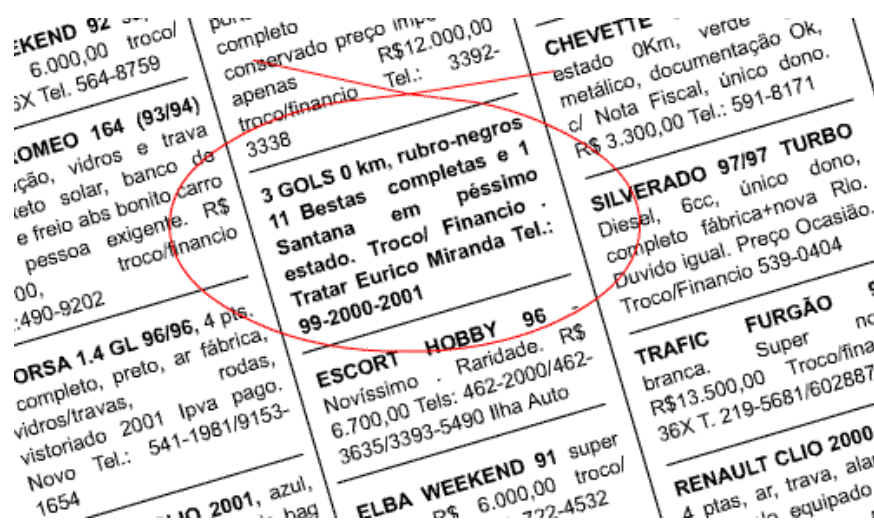 EKEND 92
6.000,00 troco/
6X Tel. 564-8759
OMEO 164 (93/94)
ção, vidros e trava
eto solar, banco de
e freio abs bonito carro
pessoa exigente. R$
00, troco/financio
:490-9202
ORSA 1.4 GL 96/96, 4 pts.
completo, preto, ar fábrica,
vidros/travas, rodas,
vistoriado 2001 Ipva pago.
Novo Tel.: 541-1981/9153-
1654
LIO 2001, azul,
bag
completo
conservado preço
apenas R$12.000,00
troco/financio Tel.: 3392-
3338
3 GOLS 0 km, rubro-negros
11 Bestas completas e 1
Santana em péssimo
estado. Troco/ Financio .
Tratar Eurico Miranda Tel.:
99-2000-2001
ESCORT HOBBY 96 -
Novíssimo . Raridade. R$
6.700,00 Tels: 462-2000/462-
3635/3393-5490 Ilha Auto
ELBA WEEKEND 91 super
R$ 6.000,00 troco/
722-4532
CHEVETTE
estado 0Km, verde
metálico, documentação Ok,
c/ Nota Fiscal, único dono.
R$ 3.300,00 Tel.: 591-8171
SILVERADO 97/97 TURBO
Diesel, 6cc, único dono,
completo fábrica+nova Rio.
Duvido igual. Preço Ocasião.
Troco/Financio 539-0404
TRAFIC FURGÃO 9
branca. Super no
R$13.500,00 Troco/fina
36X T. 219-5681/602887
RENAULT CLIO 2000
4 ptas, ar, trava, ala
equipado